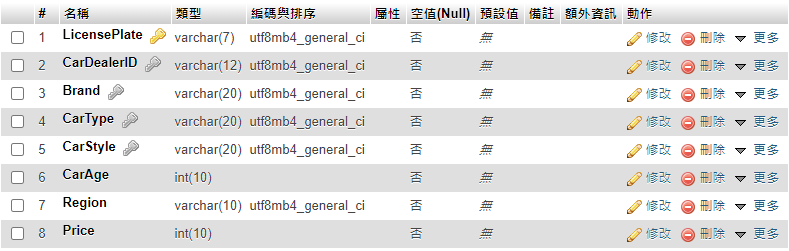 # 名稱 類型 編碼與排序 屬性 空值(Null) 預設值 備註 額外資訊 動作
1 LicensePlate varchar(7) utf8mb4_general_ci 否 無 修改 刪除 更多
2 CarDealerID varchar(12) utf8mb4_general_ci 否 無 修改 刪除 更多
3 Brand varchar(20) utf8mb4_general_ci 否 無 修改 刪除 更多
4 CarType varchar(20) utf8mb4_general_ci 否 無 修改 刪除 更多
5 CarStyle varchar(20) utf8mb4_general_ci 否 無 修改 刪除 更多
6 CarAge int(10) 否 無 修改 刪除 更多
7 Region varchar(10) utf8mb4_general_ci 否 無 修改 刪除 更多
8 Price int(10) 否 無 修改 刪除 更多